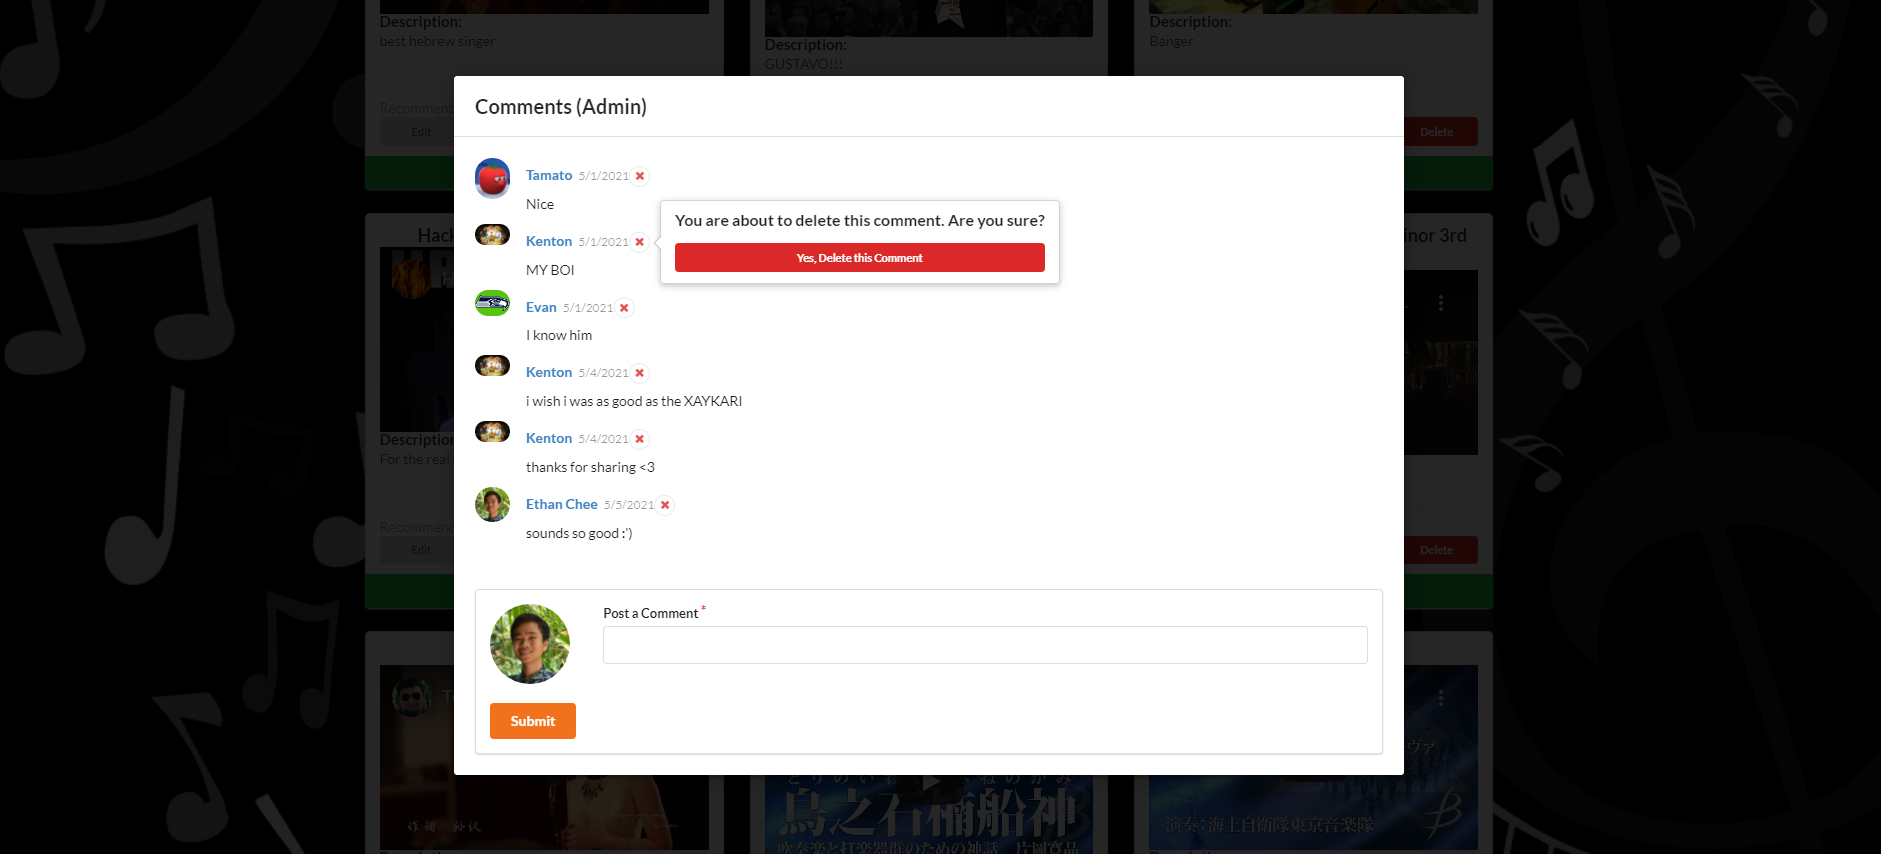 Description:
best hebrew singer
Description:
GUSTAVO!!!
Description:
Banger
Recommen
Edit
Delete
Comments (Admin)
Tamato 5/1/2021
Nice
Kenton 5/1/2021
MY BOI
You are about to delete this comment. Are you sure?
Yes, Delete this Comment
Evan 5/1/2021
I know him
Kenton 5/4/2021
i wish i was as good as the XAYKARI
Kenton 5/4/2021
thanks for sharing <3
Ethan Chee 5/5/2021
sounds so good :')
Post a Comment *
Submit
Hac
inor 3rd
Description
For the real
Recommen
Edit
Delete
鳥之石楠船神
吹奏楽と打楽器群のための神話 片岡寛晶
演奏:海上自衛隊東京音楽隊